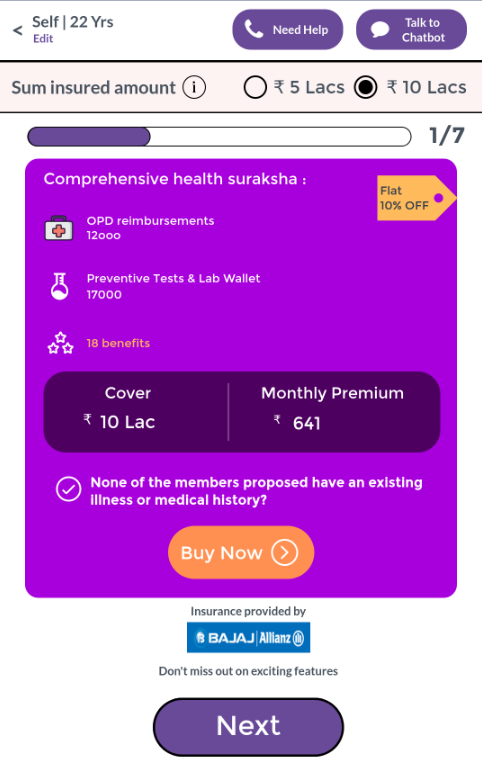 < Self | 22 Yrs
Edit
Need Help
Talk to
Chatbot
Sum insured amount i
₹ 5 Lacs
₹ 10 Lacs
1/7
Comprehensive health suraksha :
Flat
10% OFF
OPD reimbursements
12ooo
Preventive Tests & Lab Wallet
17000
18 benefits
Cover
₹ 10 Lac
Monthly Premium
₹ 641
None of the members proposed have an existing
illness or medical history?
Buy Now
Insurance provided by
BAJAJ | Allianz
Don't miss out on exciting features
Next